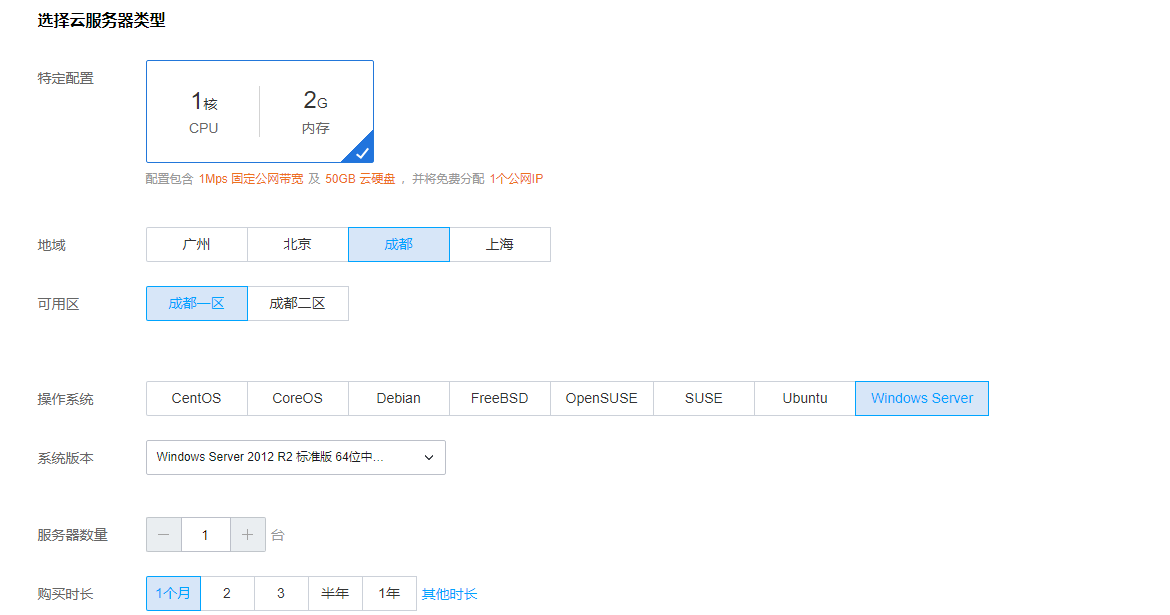 选择云服务器类型
特定配置
1核 2G
CPU 内存
配置包含 1Mps 固定公网带宽 及 50GB 云硬盘 ，并将免费分配 1个公网IP
地域 广州 北京 成都 上海
可用区 成都一区 成都二区
操作系统 CentOS CoreOS Debian FreeBSD OpenSUSE SUSE Ubuntu Windows Server
系统版本 Windows Server 2012 R2 标准版 64位中...
服务器数量 − 1 + 台
购买时长 1个月 2 3 半年 1年 其他时长